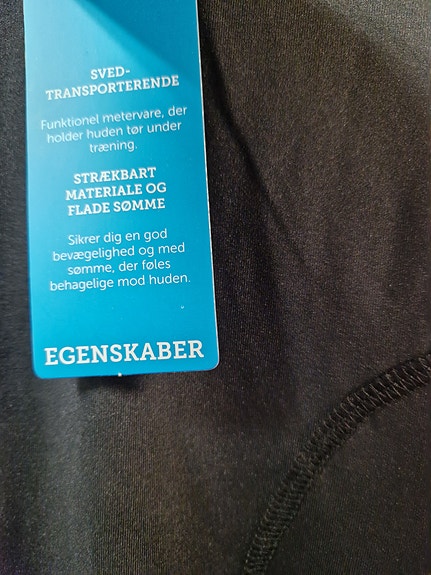 SVED-
TRANSPORTERENDE
Funktionel metervare, der
holder huden tør under
træning.
STRÆKBART
MATERIALE OG
FLADE SØMME
Sikrer dig en god
bevægelighed og med
sømme, der føles
behagelige mod huden.
EGENSKABER